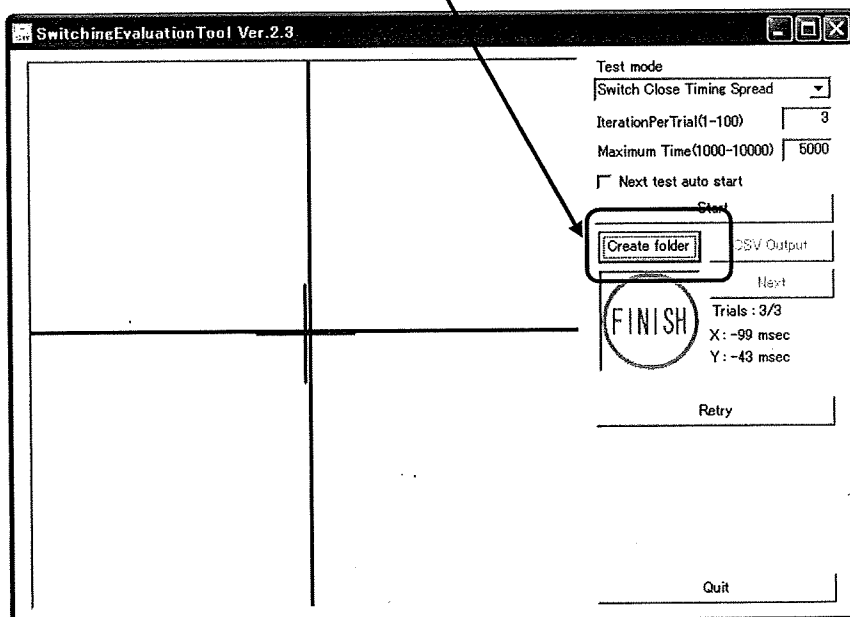 SwitchingEvaluationTool Ver.2.3
Test mode
Switch Close Timing Spread
IterationPerTrial(1-100) 3
Maximum Time(1000-10000) 5000
Next test auto start
Start
Create folder
CSV Output
Next
FINISH
Trials : 3/3
X : -99 msec
Y : -43 msec
Retry
Quit